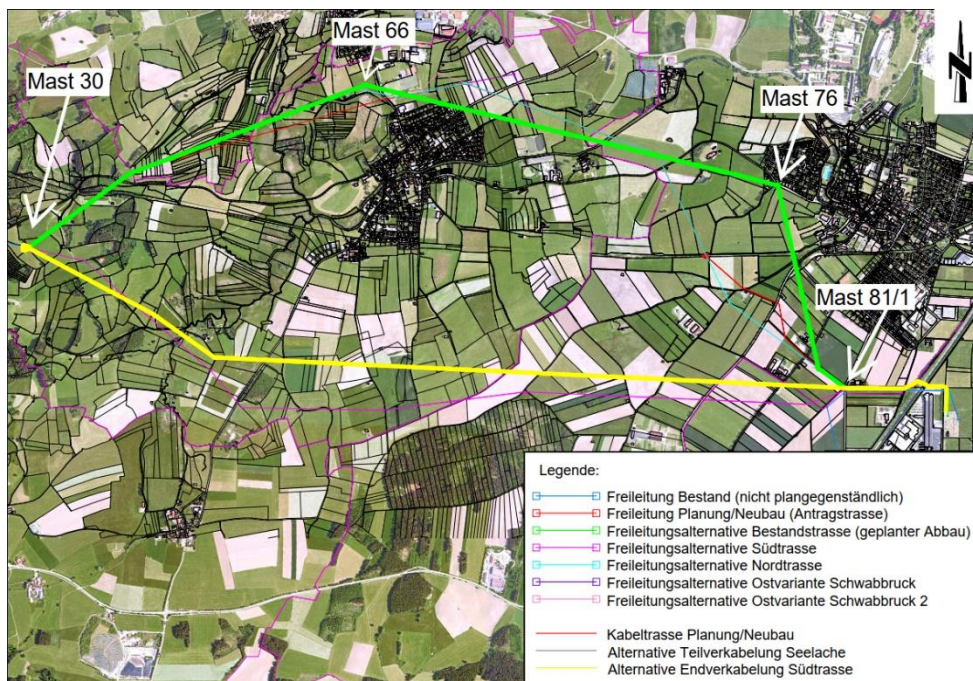 Mast 66
Mast 30
Mast 76
Mast 81/1
Legende:
Freileitung Bestand (nicht plangegenständlich)
Freileitung Planung/Neubau (Antragstrasse)
Freileitungsalternative Bestandstrasse (geplanter Abbau)
Freileitungsalternative Südtrasse
Freileitungsalternative Nordtrasse
Freileitungsalternative Ostvariante Schwabbruck
Freileitungsalternative Ostvariante Schwabbruck 2
Kabeltrasse Planung/Neubau
Alternative Teilverkabelung Seelache
Alternative Endverkabelung Südtrasse